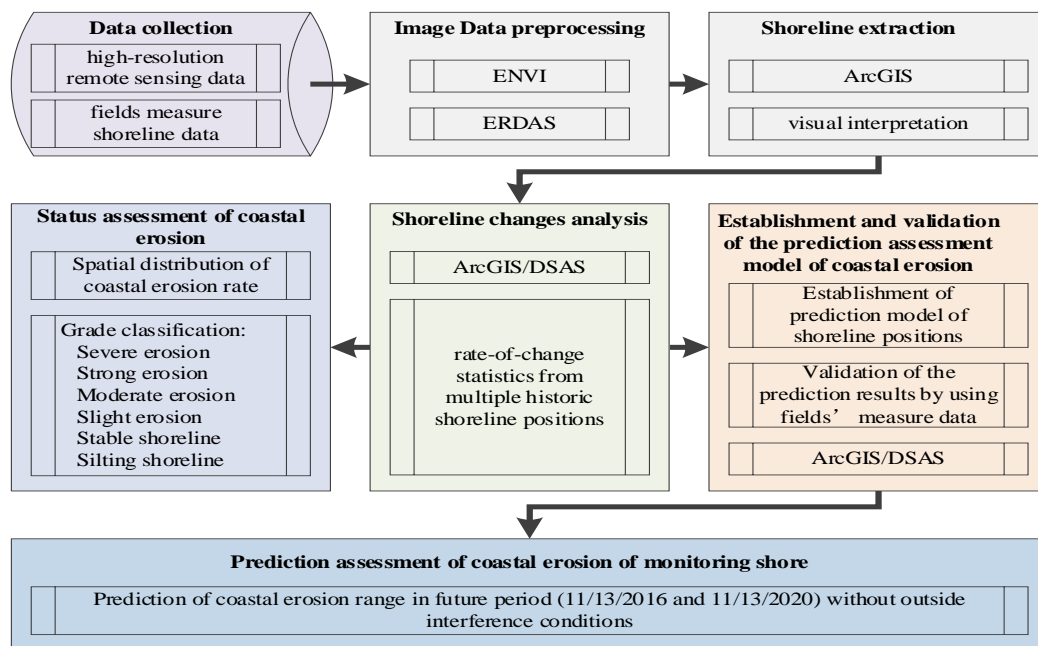 Data collection
high-resolution
remote sensing data
fields measure
shoreline data
Image Data preprocessing
ENVI
ERDAS
Shoreline extraction
ArcGIS
visual interpretation
Status assessment of coastal
erosion
Spatial distribution of
coastal erosion rate
Grade classification:
Severe erosion
Strong erosion
Moderate erosion
Slight erosion
Stable shoreline
Silting shoreline
Shoreline changes analysis
ArcGIS/DSAS
rate-of-change
statistics from
multiple historic
shoreline positions
Establishment and validation
of the prediction assessment
model of coastal erosion
Establishment of
prediction model of
shoreline positions
Validation of the
prediction results by using
fields’ measure data
ArcGIS/DSAS
Prediction assessment of coastal erosion of monitoring shore
Prediction of coastal erosion range in future period (11/13/2016 and 11/13/2020) without outside
interference conditions